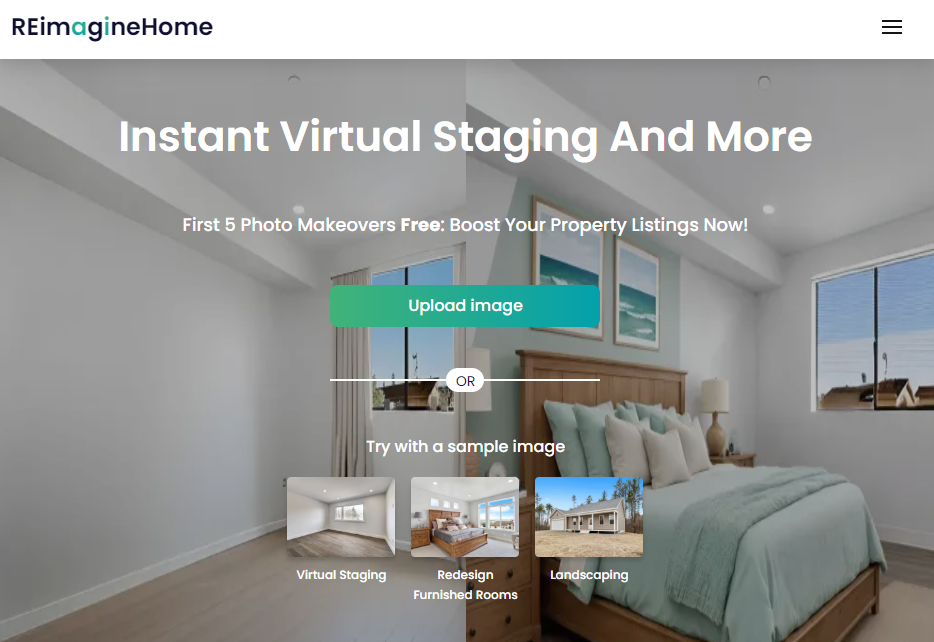 REimagineHome
Instant Virtual Staging And More
First 5 Photo Makeovers Free: Boost Your Property Listings Now!
Upload image
OR
Try with a sample image
Virtual Staging
Redesign
Furnished Rooms
Landscaping